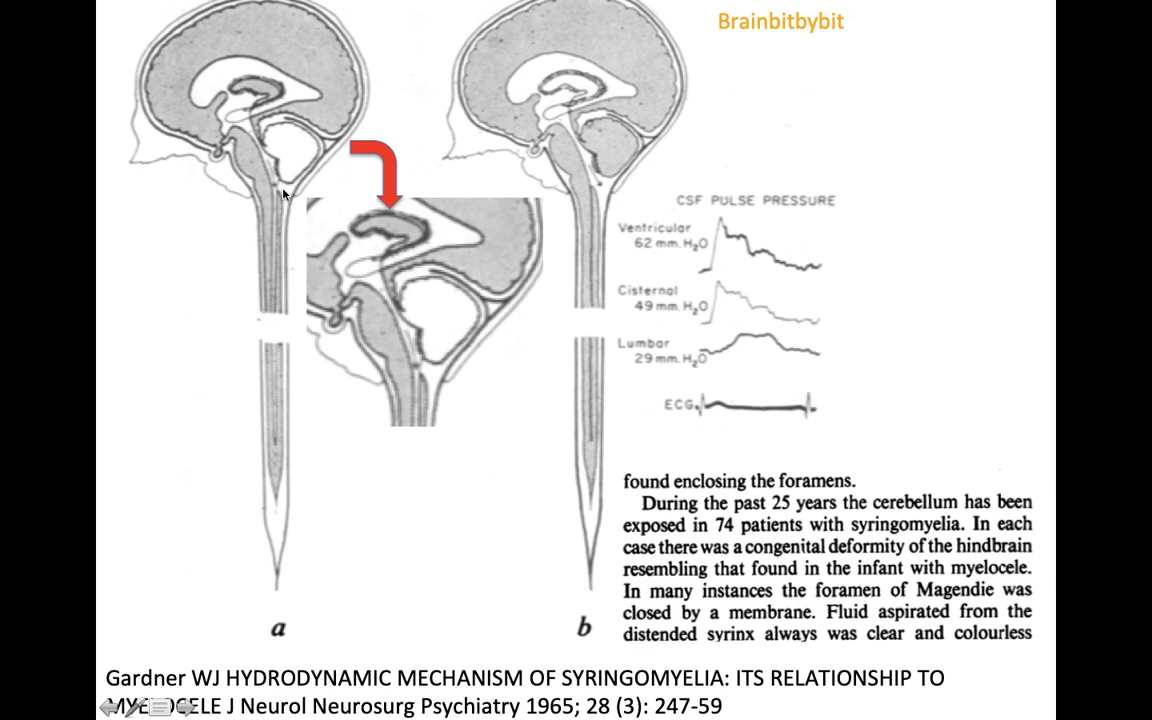 Brainbitbybit
CSF PULSE PRESSURE
Ventricular
62 mm. H2O
Cisternal
49 mm. H2O
Lumbar
29 mm. H2O
ECG
found enclosing the foramens.
During the past 25 years the cerebellum has been
exposed in 74 patients with syringomyelia. In each
case there was a congenital deformity of the hindbrain
resembling that found in the infant with myelocele.
In many instances the foramen of Magendie was
closed by a membrane. Fluid aspirated from the
distended syrinx always was clear and colourless
a
b
Gardner WJ HYDRODYNAMIC MECHANISM OF SYRINGOMYELIA: ITS RELATIONSHIP TO
MYELOCELE J Neurol Neurosurg Psychiatry 1965; 28 (3): 247-59